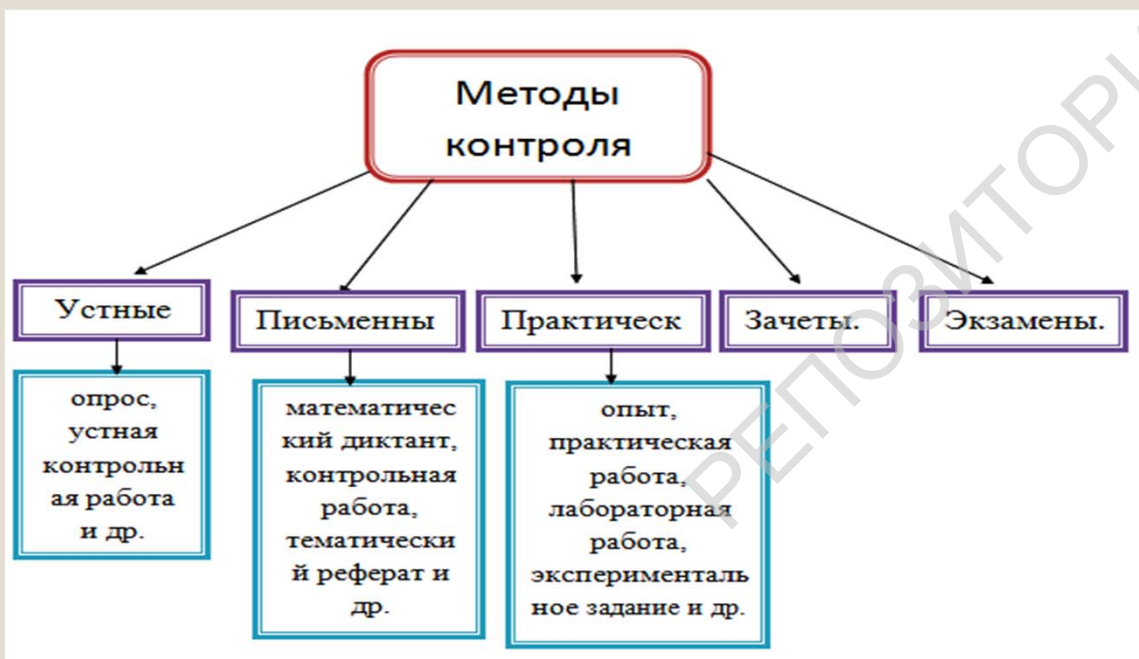 Методы
контроля
Устные
Письменны
Практическ
Зачеты.
Экзамены.
опрос,
устная
контрольн
ая работа
и др.
математичес
кий диктант,
контрольная
работа,
тематически
й реферат и
др.
опыт,
практическая
работа,
лабораторная
работа,
эксперименталь
ное задание и др.